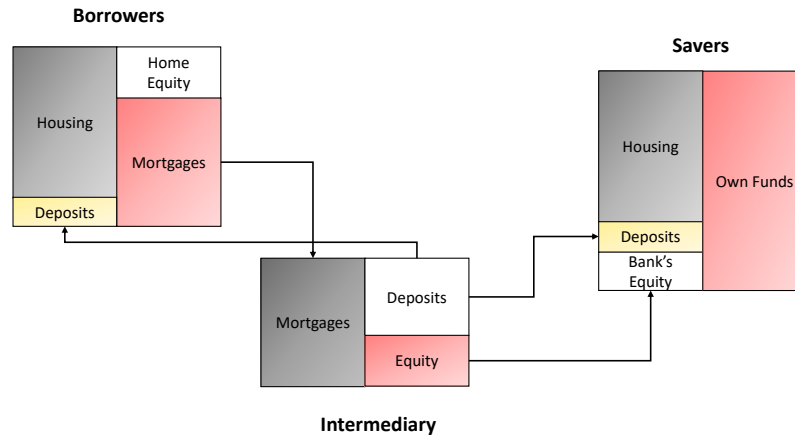 Borrowers
Housing
Deposits
Home
Equity
Mortgages
Savers
Housing
Deposits
Bank’s
Equity
Own Funds
Mortgages
Deposits
Equity
Intermediary